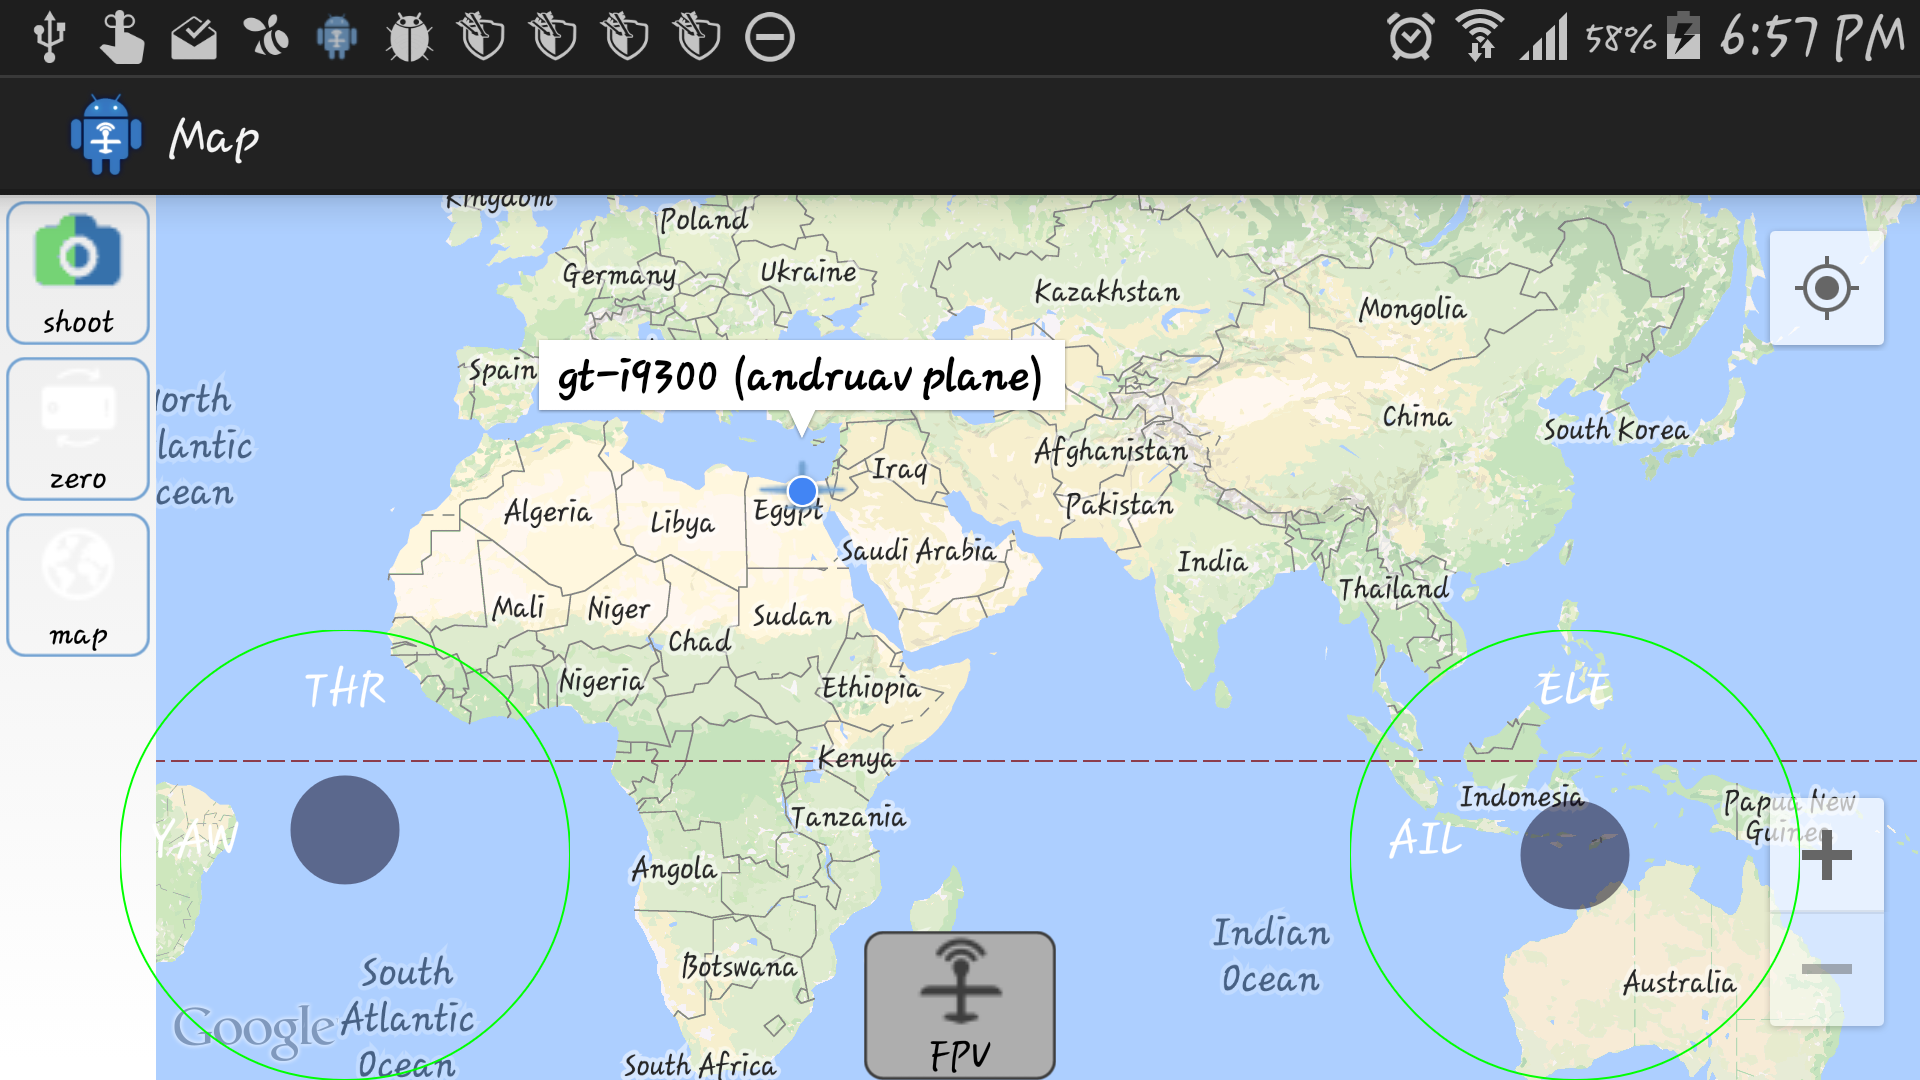 58% 6:57 PM
Map
shoot
zero
map
Kingdom
Poland
Germany
Ukraine
Kazakhstan
Mongolia
Spain
gt-i9300 (andruav plane)
China
South Korea
orth
lantic
cean
Afghanistan
Iraq
Pakistan
Algeria
Libya
Egypt
Saudi Arabia
India
Thailand
Mali
Niger
Sudan
Chad
Nigeria
Ethiopia
THR
ELE
Kenya
Indonesia
Papua New
Guinea
Tanzania
YAW
AIL
Angola
Indian
Ocean
Botswana
South
Atlantic
Ocean
Australia
Google
FPV
South Africa